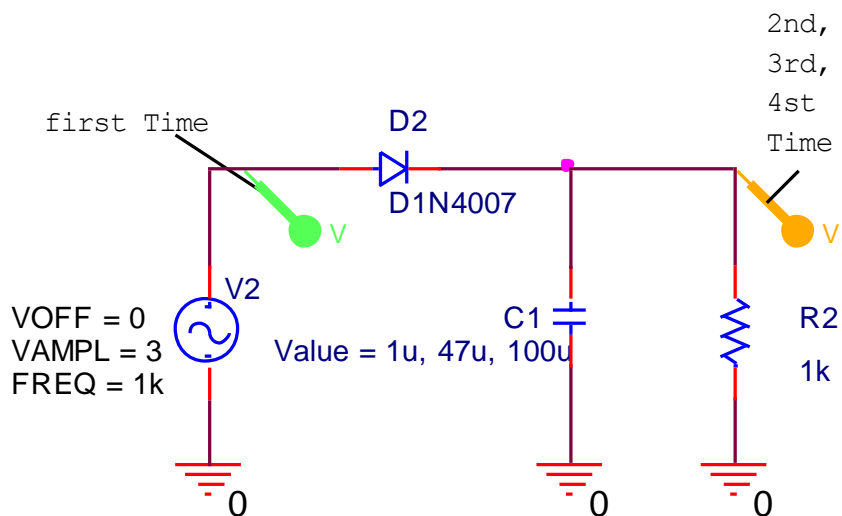 2nd,
3rd,
4st
Time
first Time
D2
D1N4007
V
V
V2
VOFF = 0
VAMPL = 3
FREQ = 1k
C1
Value = 1u, 47u, 100u
R2
1k
0
0
0